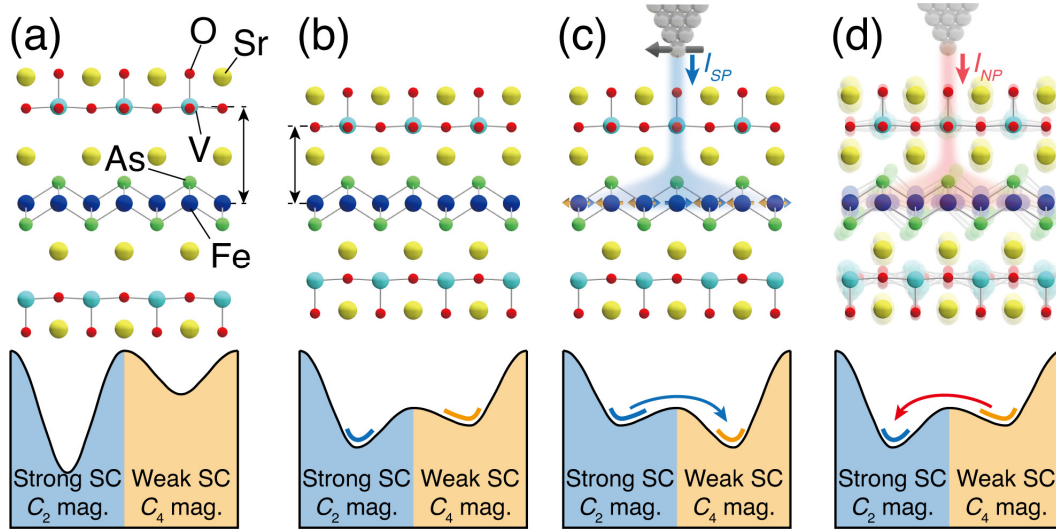 (a)
O
Sr
V
As
Fe
Strong SC
C₂ mag.
Weak SC
C₄ mag.
(b)
Strong SC
C₂ mag.
Weak SC
C₄ mag.
(c)
I_SP
Strong SC
C₂ mag.
Weak SC
C₄ mag.
(d)
I_NP
Strong SC
C₂ mag.
Weak SC
C₄ mag.